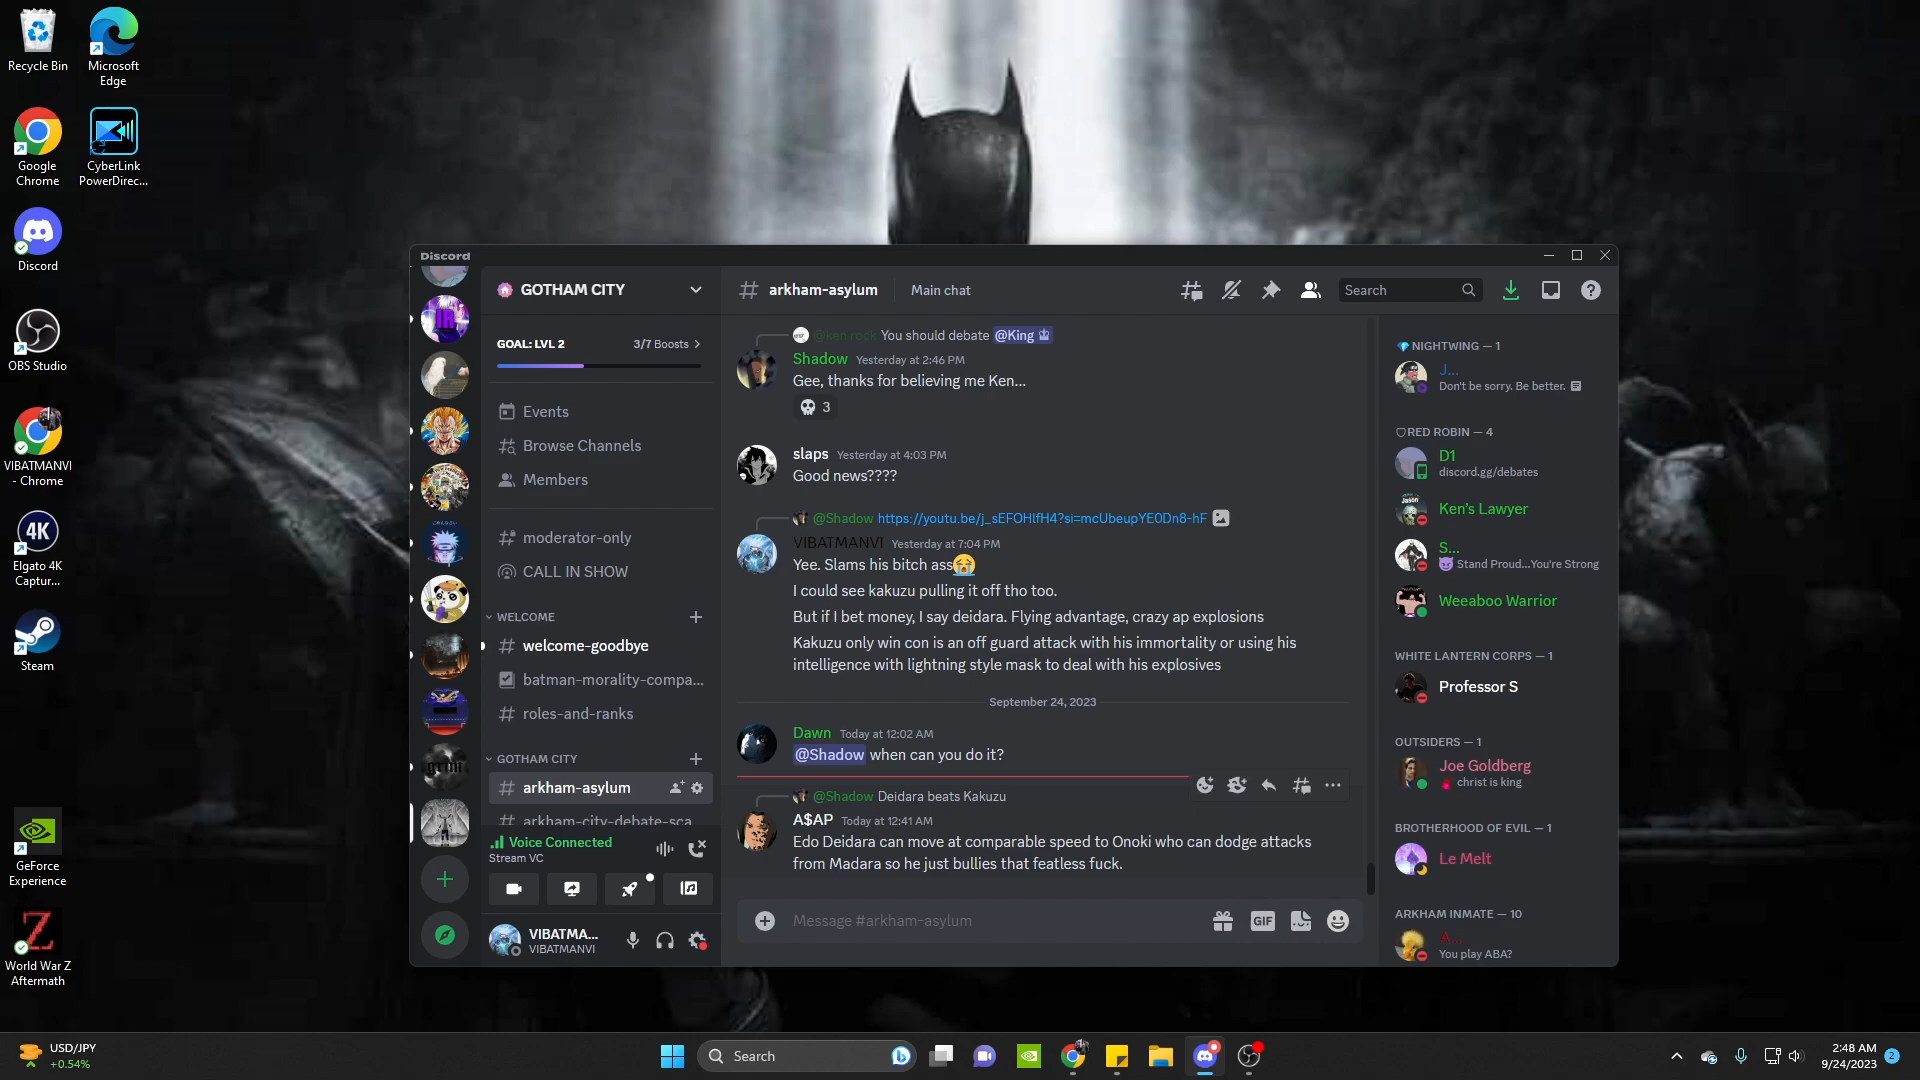 Recycle Bin
Microsoft
Edge
Google
Chrome
CyberLink
PowerDirec...
Discord
OBS Studio
VIBATMANVI
- Chrome
4K
Elgato 4K
Captur...
Steam
GeForce
Experience
World War Z
Aftermath
Discord
GOTHAM CITY
GOAL: LVL 2
3/7 Boosts
Events
Browse Channels
Members
moderator-only
CALL IN SHOW
WELCOME
welcome-goodbye
batman-morality-compa...
roles-and-ranks
GOTHAM CITY
arkham-asylum
arkham-city-debate-sca
Voice Connected
Stream VC
VIBATMA...
VIBATMANVI
# arkham-asylum
Main chat
Search
@ken rock You should debate @King
Shadow Yesterday at 2:46 PM
Gee, thanks for believing me Ken...
3
slaps Yesterday at 4:03 PM
Good news????
@Shadow https://youtu.be/j_sEFOHlfH4?si=mcUbeupYE0Dn8-hF
VIBATMANVI Yesterday at 7:04 PM
Yee. Slams his bitch ass😭
I could see kakuzu pulling it off tho too.
But if I bet money, I say deidara. Flying advantage, crazy ap explosions
Kakuzu only win con is an off guard attack with his immortality or using his
intelligence with lightning style mask to deal with his explosives
September 24, 2023
Dawn Today at 12:02 AM
@Shadow when can you do it?
@Shadow Deidara beats Kakuzu
A$AP Today at 12:41 AM
Edo Deidara can move at comparable speed to Onoki who can dodge attacks
from Madara so he just bullies that featless fuck.
Message #arkham-asylum
GIF
NIGHTWING — 1
J...
Don't be sorry. Be better.
RED ROBIN — 4
D1
discord.gg/debates
Ken's Lawyer
S...
Stand Proud...You're Strong
Weeaboo Warrior
WHITE LANTERN CORPS — 1
Professor S
OUTSIDERS — 1
Joe Goldberg
christ is king
BROTHERHOOD OF EVIL — 1
Le Melt
ARKHAM INMATE — 10
A...
You play ABA?
USD/JPY
+0.54%
Search
2:48 AM
9/24/2023
2